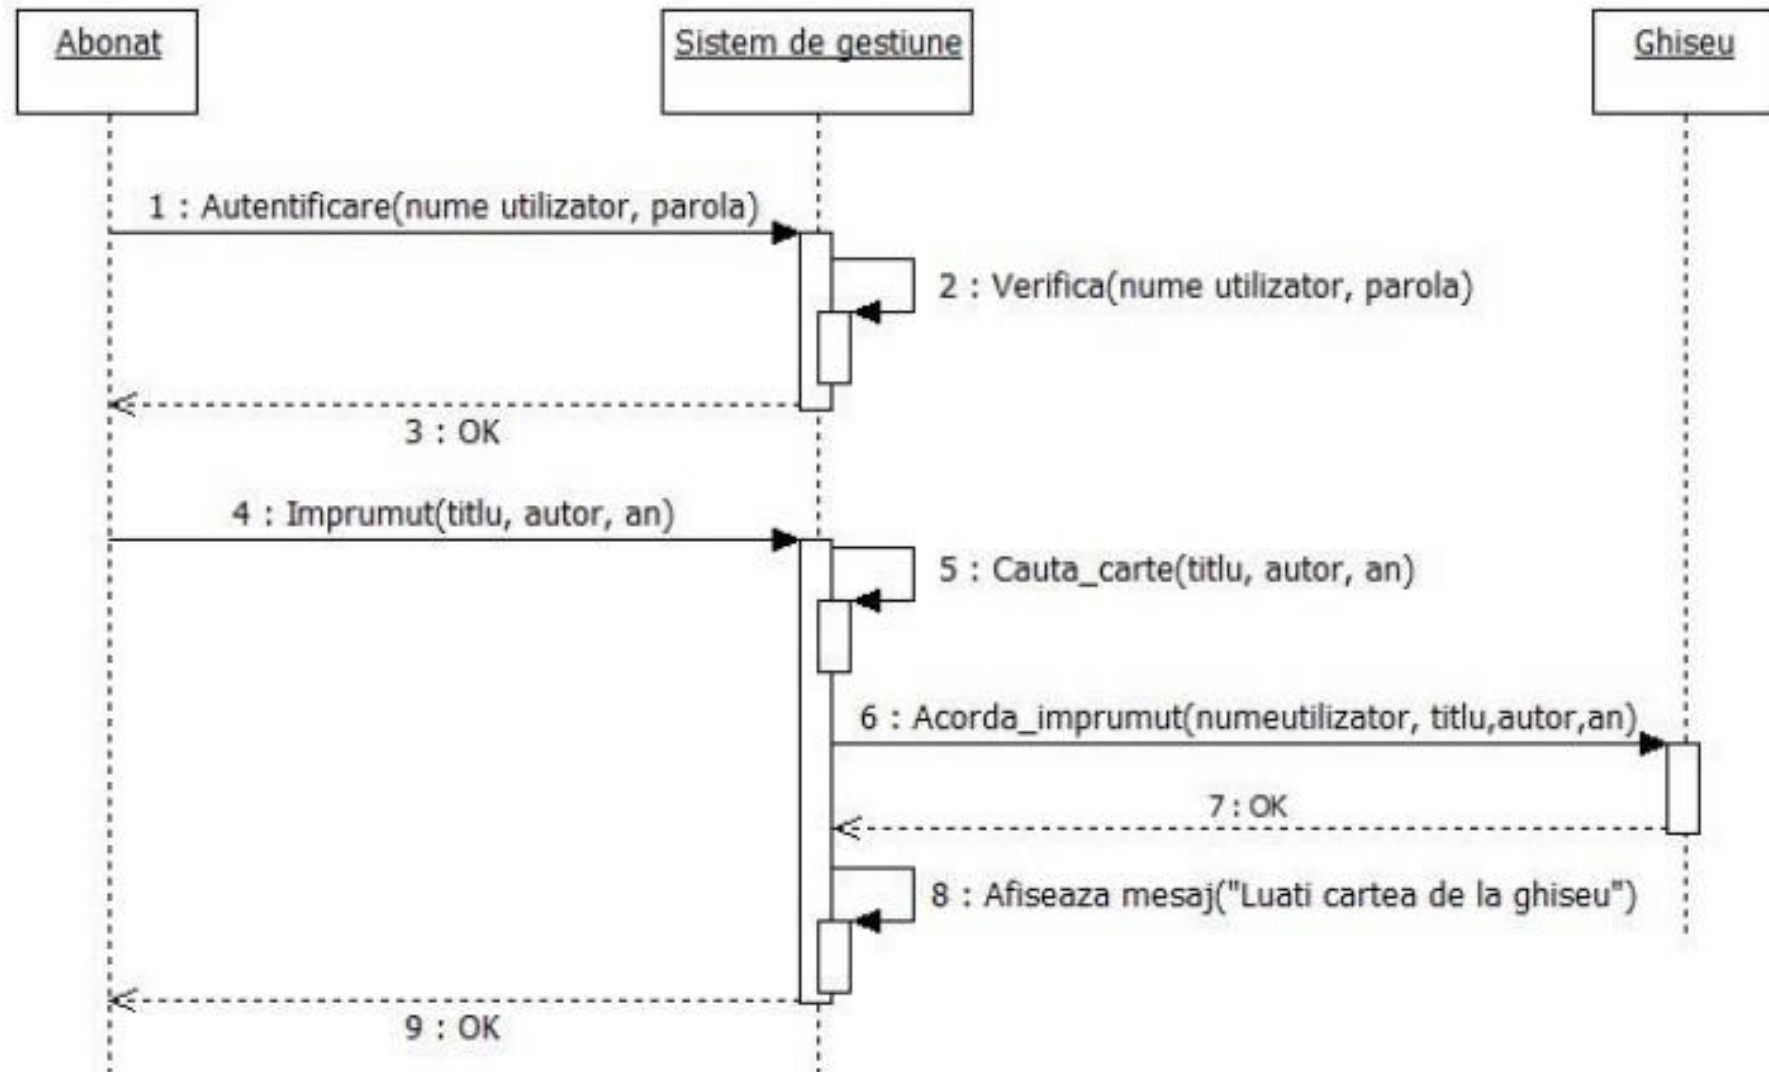 Abonat
Sistem de gestiune
Ghiseu
1 : Autentificare(nume utilizator, parola)
2 : Verifica(nume utilizator, parola)
3 : OK
4 : Imprumut(titlu, autor, an)
5 : Cauta_carte(titlu, autor, an)
6 : Acorda_imprumut(numeutilizator, titlu,autor,an)
7 : OK
8 : Afiseaza mesaj("Luati cartea de la ghiseu")
9 : OK